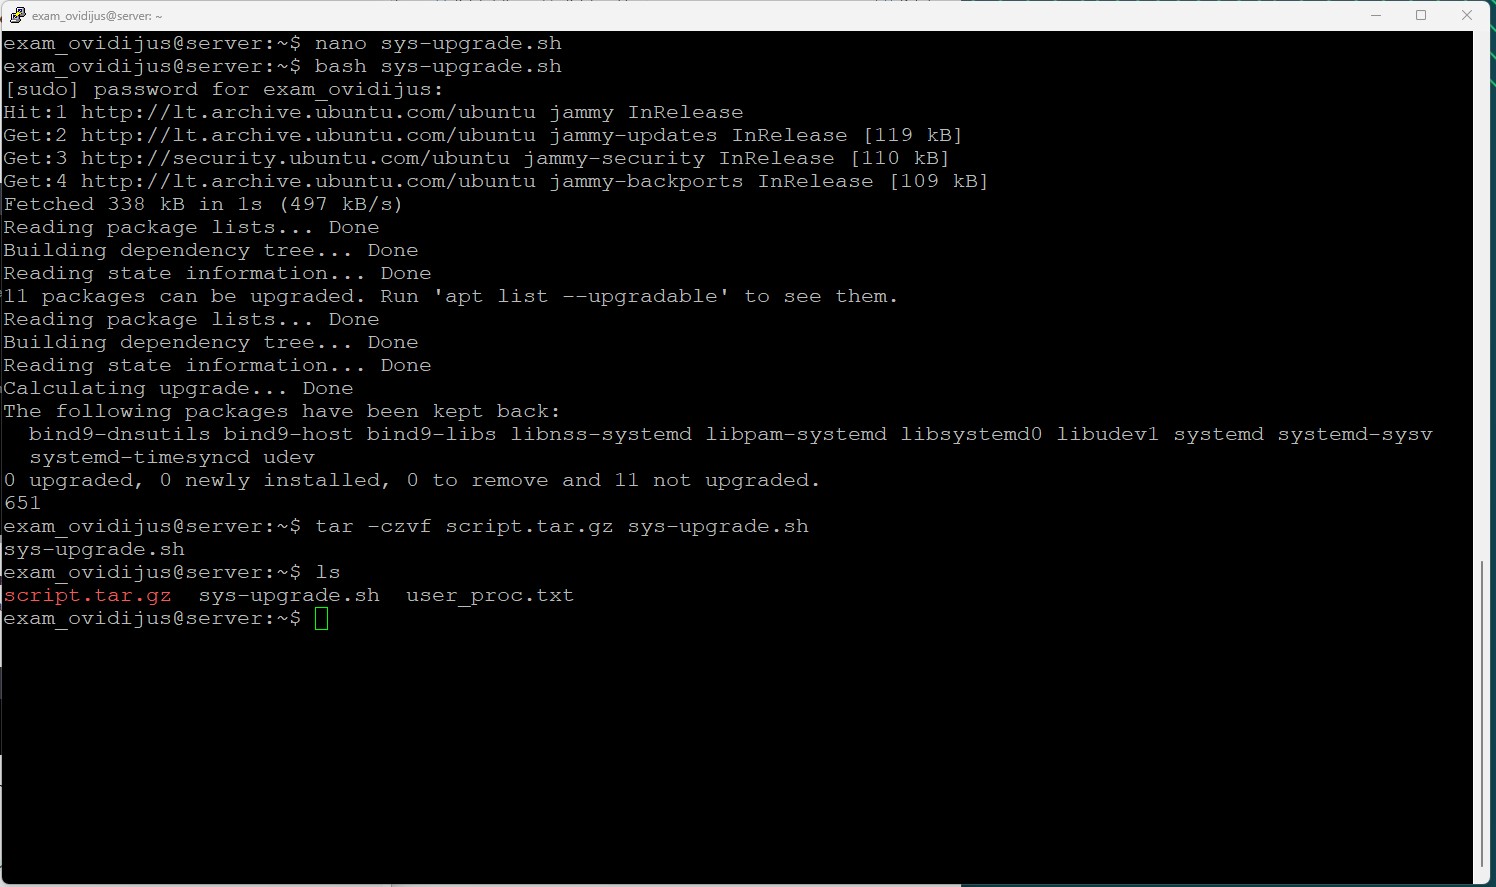 exam_ovidijus@server: ~
exam_ovidijus@server:~$ nano sys-upgrade.sh
exam_ovidijus@server:~$ bash sys-upgrade.sh
[sudo] password for exam_ovidijus:
Hit:1 http://lt.archive.ubuntu.com/ubuntu jammy InRelease
Get:2 http://lt.archive.ubuntu.com/ubuntu jammy-updates InRelease [119 kB]
Get:3 http://security.ubuntu.com/ubuntu jammy-security InRelease [110 kB]
Get:4 http://lt.archive.ubuntu.com/ubuntu jammy-backports InRelease [109 kB]
Fetched 338 kB in 1s (497 kB/s)
Reading package lists... Done
Building dependency tree... Done
Reading state information... Done
11 packages can be upgraded. Run 'apt list --upgradable' to see them.
Reading package lists... Done
Building dependency tree... Done
Reading state information... Done
Calculating upgrade... Done
The following packages have been kept back:
  bind9-dnsutils bind9-host bind9-libs libnss-systemd libpam-systemd libsystemd0 libudev1 systemd systemd-sysv
  systemd-timesyncd udev
0 upgraded, 0 newly installed, 0 to remove and 11 not upgraded.
651
exam_ovidijus@server:~$ tar -czvf script.tar.gz sys-upgrade.sh
sys-upgrade.sh
exam_ovidijus@server:~$ ls
script.tar.gz  sys-upgrade.sh  user_proc.txt
exam_ovidijus@server:~$